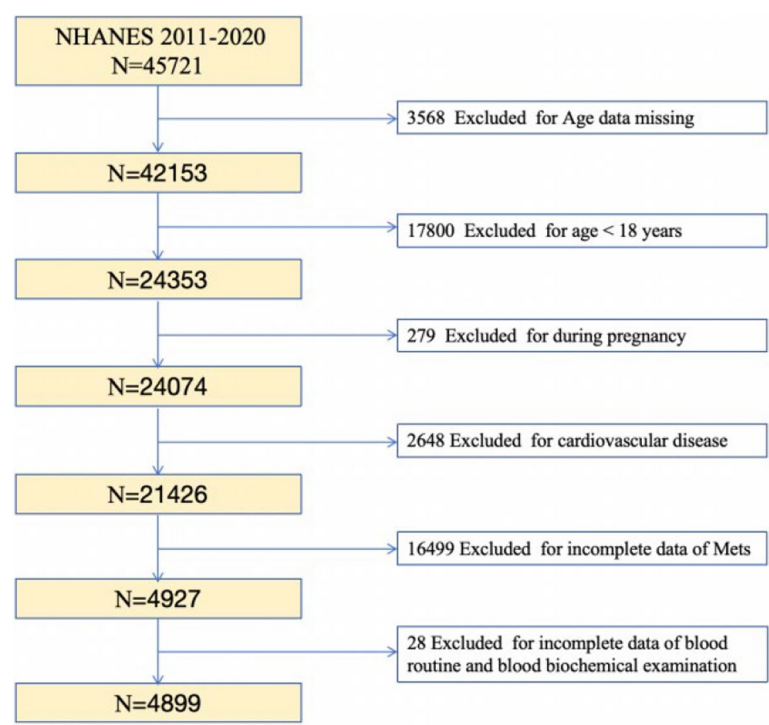 NHANES 2011-2020
N=45721
3568 Excluded for Age data missing
N=42153
17800 Excluded for age < 18 years
N=24353
279 Excluded for during pregnancy
N=24074
2648 Excluded for cardiovascular disease
N=21426
16499 Excluded for incomplete data of Mets
N=4927
28 Excluded for incomplete data of blood
routine and blood biochemical examination
N=4899